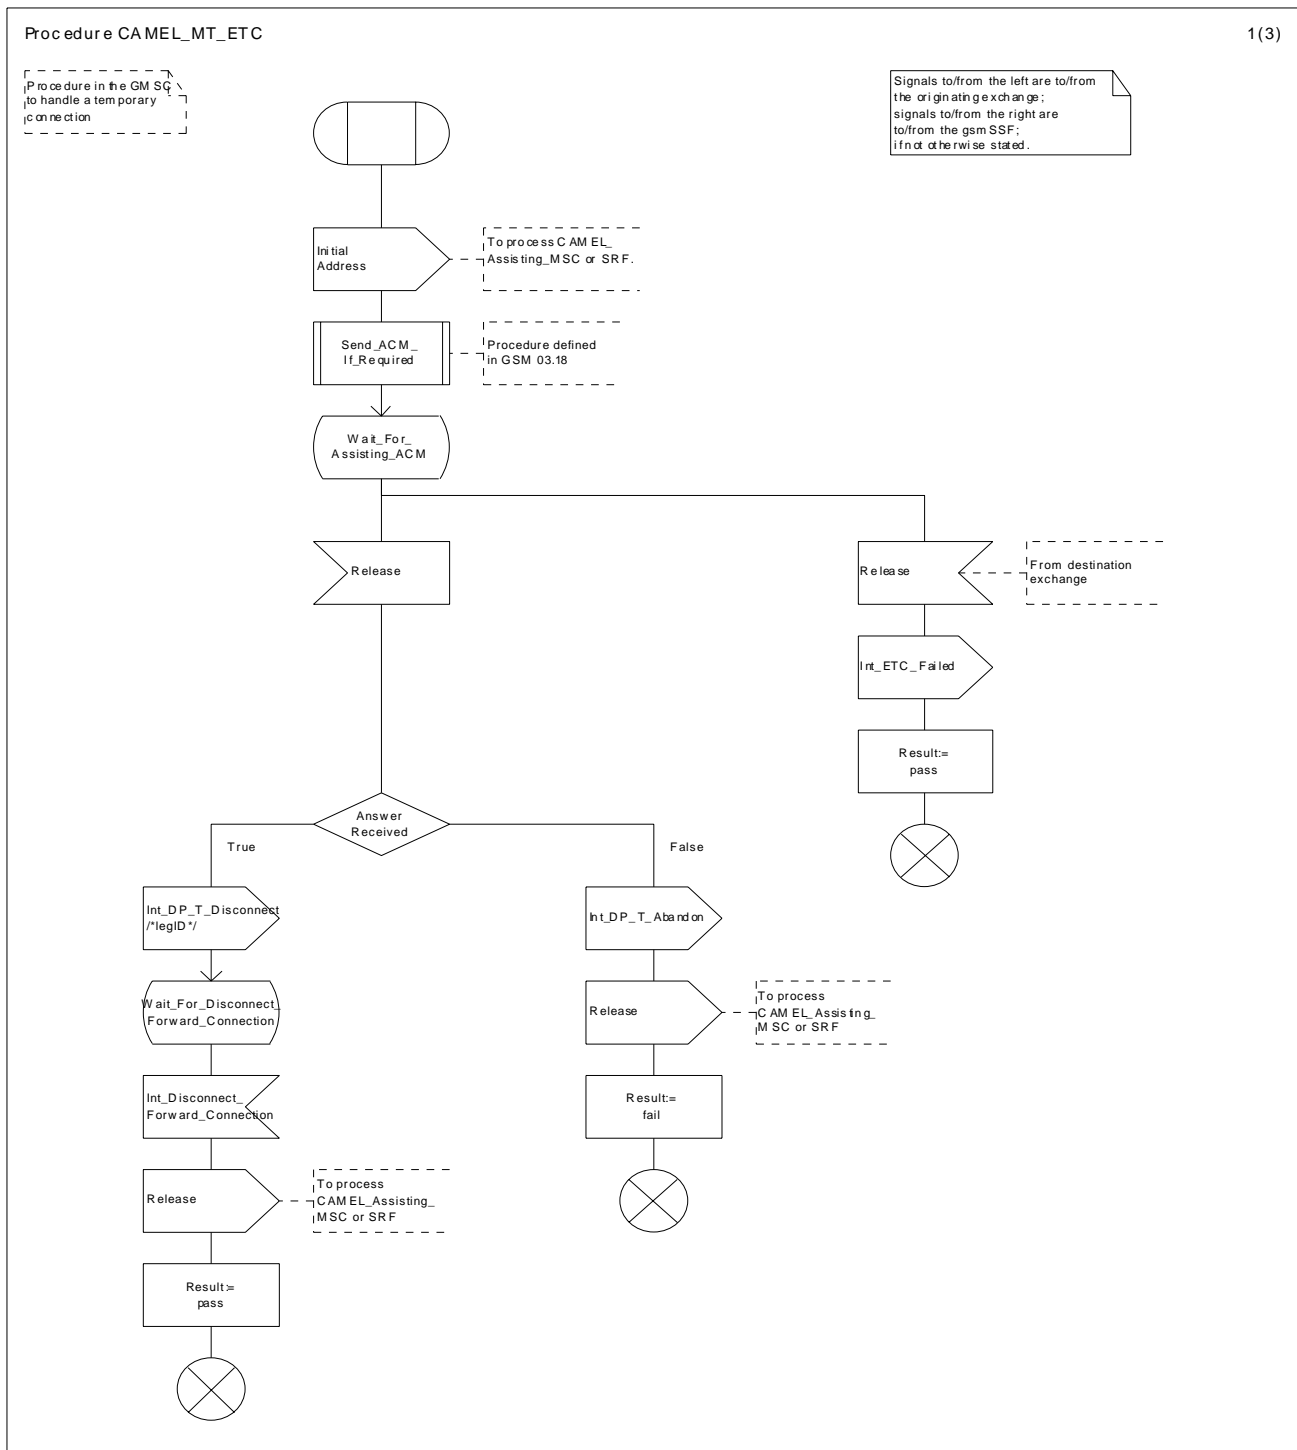 Procedure CAMEL_MT_ETC
1(3)
Procedure in the GMSC
to handle a temporary
connection
Signals to/from the left are to/from
the originating exchange;
signals to/from the right are
to/from the gsmSSF;
if not otherwise stated.
Initial
Address
To process CAMEL_
Assisting_MSC or SRF.
Send_ACM_
If_Required
Procedure defined
in GSM 03.18
Wait_For_
Assisting_ACM
Release
Release
From destination
exchange
Int_ETC_Failed
Result:=
pass
Answer
Received
True
False
Int_DP_T_Disconnect
/*legID*/
Int_DP_T_Abandon
Wait_For_Disconnect_
Forward_Connection
Release
To process
CAMEL_Assisting_
MSC or SRF
Int_Disconnect_
Forward_Connection
Result:=
fail
Release
To process
CAMEL_Assisting_
MSC or SRF
Result:=
pass